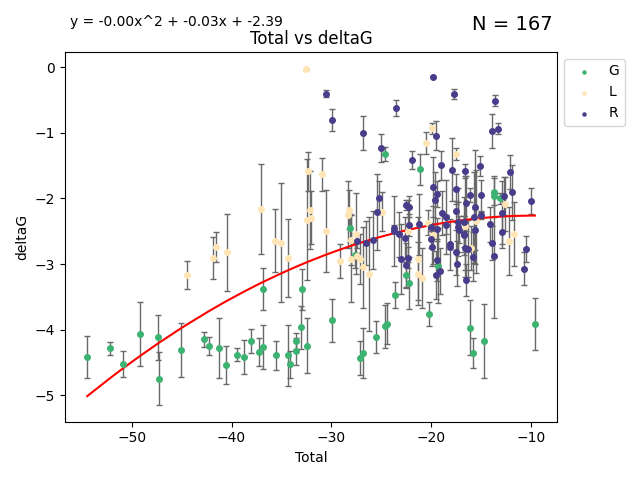 y = -0.00x^2 + -0.03x + -2.39
N = 167
Total vs deltaG
G
L
R
deltaG
0
−1
−2
−3
−4
−5
−50 −40 −30 −20 −10
Total